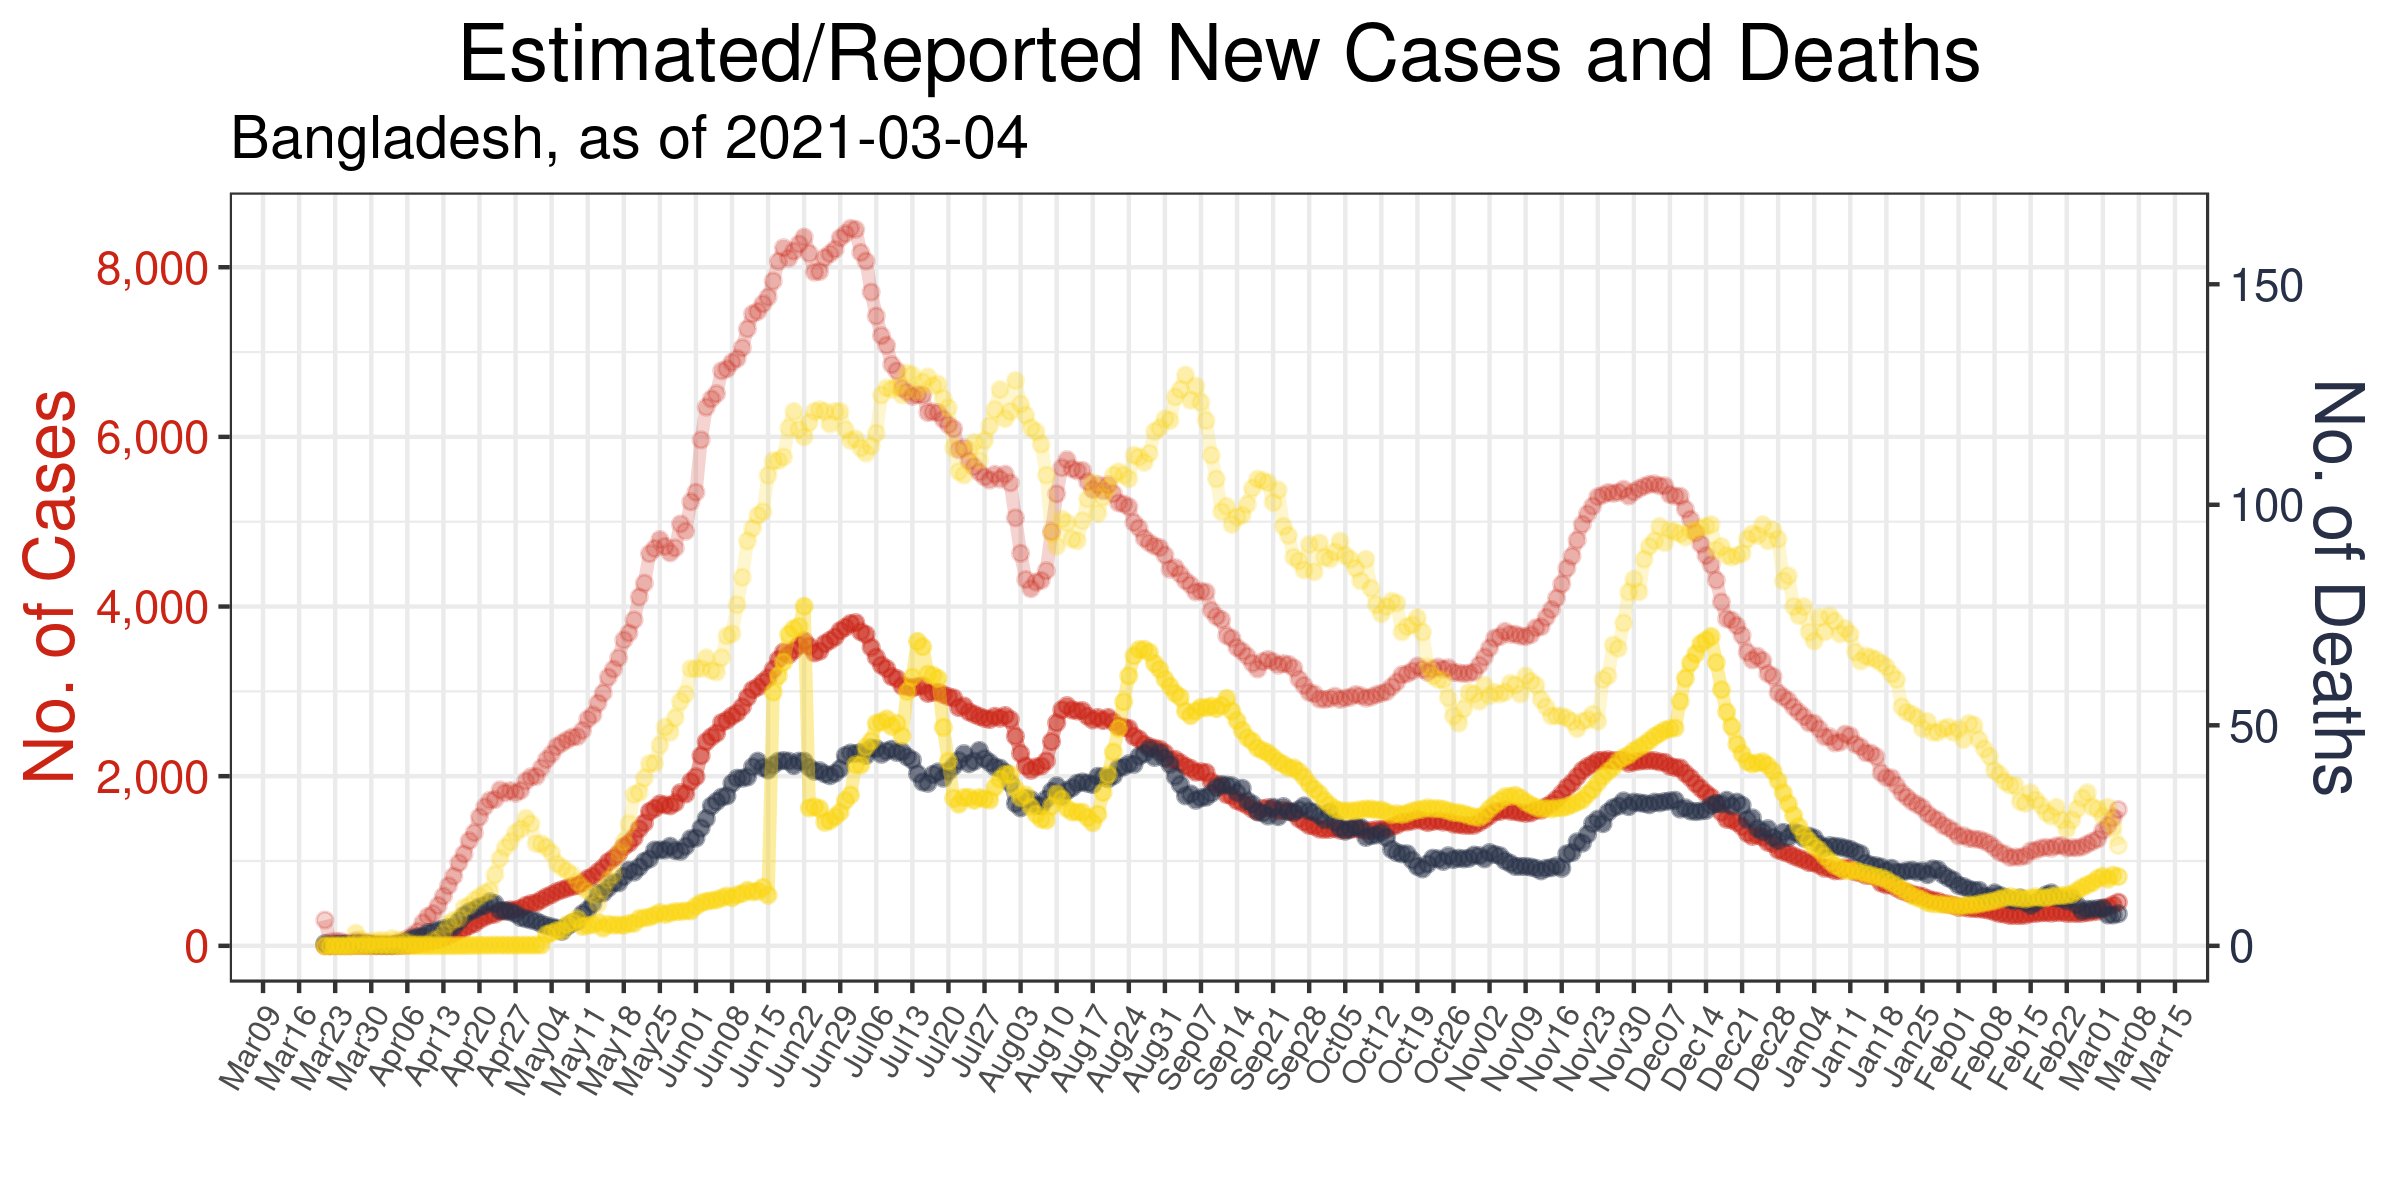 Estimated/Reported New Cases and Deaths
Bangladesh, as of 2021-03-04
No. of Cases
8,000
6,000
4,000
2,000
0
150
100
50
0
No. of Deaths
Mar09
Mar16
Mar23
Mar30
Apr06
Apr13
Apr20
Apr27
May04
May11
May18
May25
Jun01
Jun08
Jun15
Jun22
Jun29
Jul06
Jul13
Jul20
Jul27
Aug03
Aug10
Aug17
Aug24
Aug31
Sep07
Sep14
Sep21
Sep28
Oct05
Oct12
Oct19
Oct26
Nov02
Nov09
Nov16
Nov23
Nov30
Dec07
Dec14
Dec21
Dec28
Jan04
Jan11
Jan18
Jan25
Feb01
Feb08
Feb15
Feb22
Mar01
Mar08
Mar15